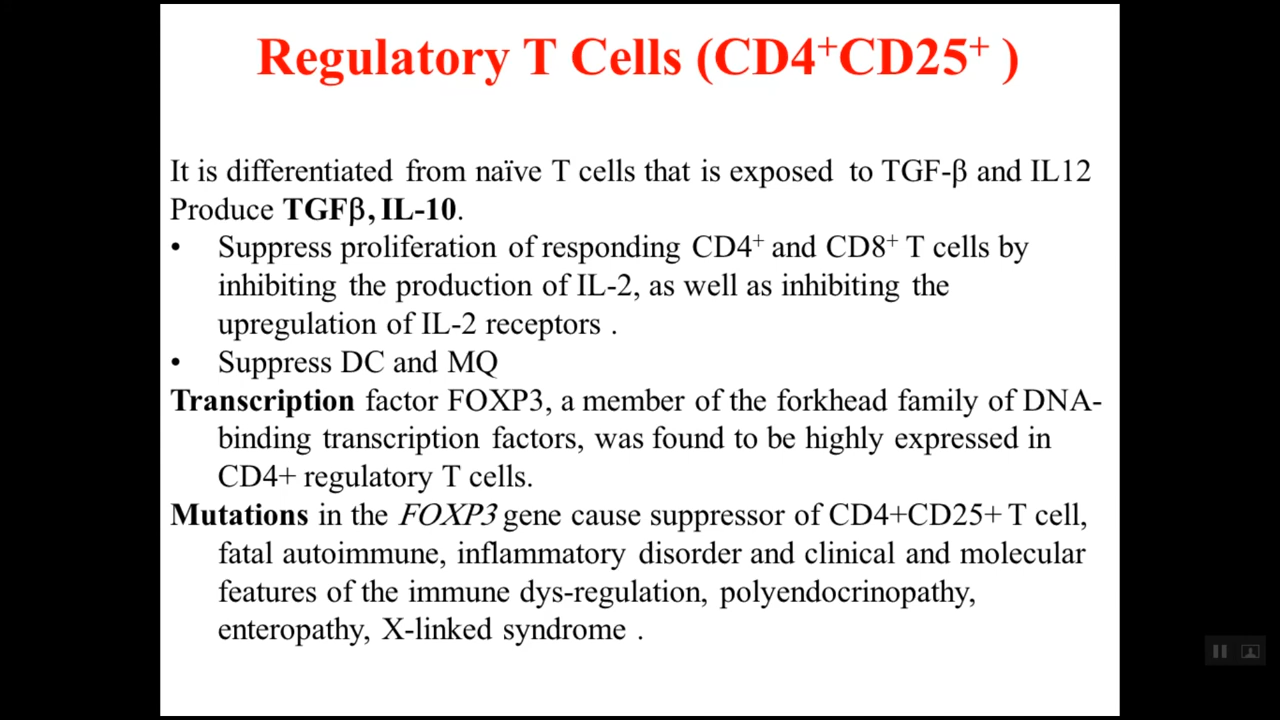 Regulatory T Cells (CD4+CD25+ )
It is differentiated from naïve T cells that is exposed to TGF-β and IL12
Produce TGFβ, IL-10.
• Suppress proliferation of responding CD4+ and CD8+ T cells by
inhibiting the production of IL-2, as well as inhibiting the
upregulation of IL-2 receptors .
• Suppress DC and MQ
Transcription factor FOXP3, a member of the forkhead family of DNA-
binding transcription factors, was found to be highly expressed in
CD4+ regulatory T cells.
Mutations in the FOXP3 gene cause suppressor of CD4+CD25+ T cell,
fatal autoimmune, inflammatory disorder and clinical and molecular
features of the immune dys-regulation, polyendocrinopathy,
enteropathy, X-linked syndrome .